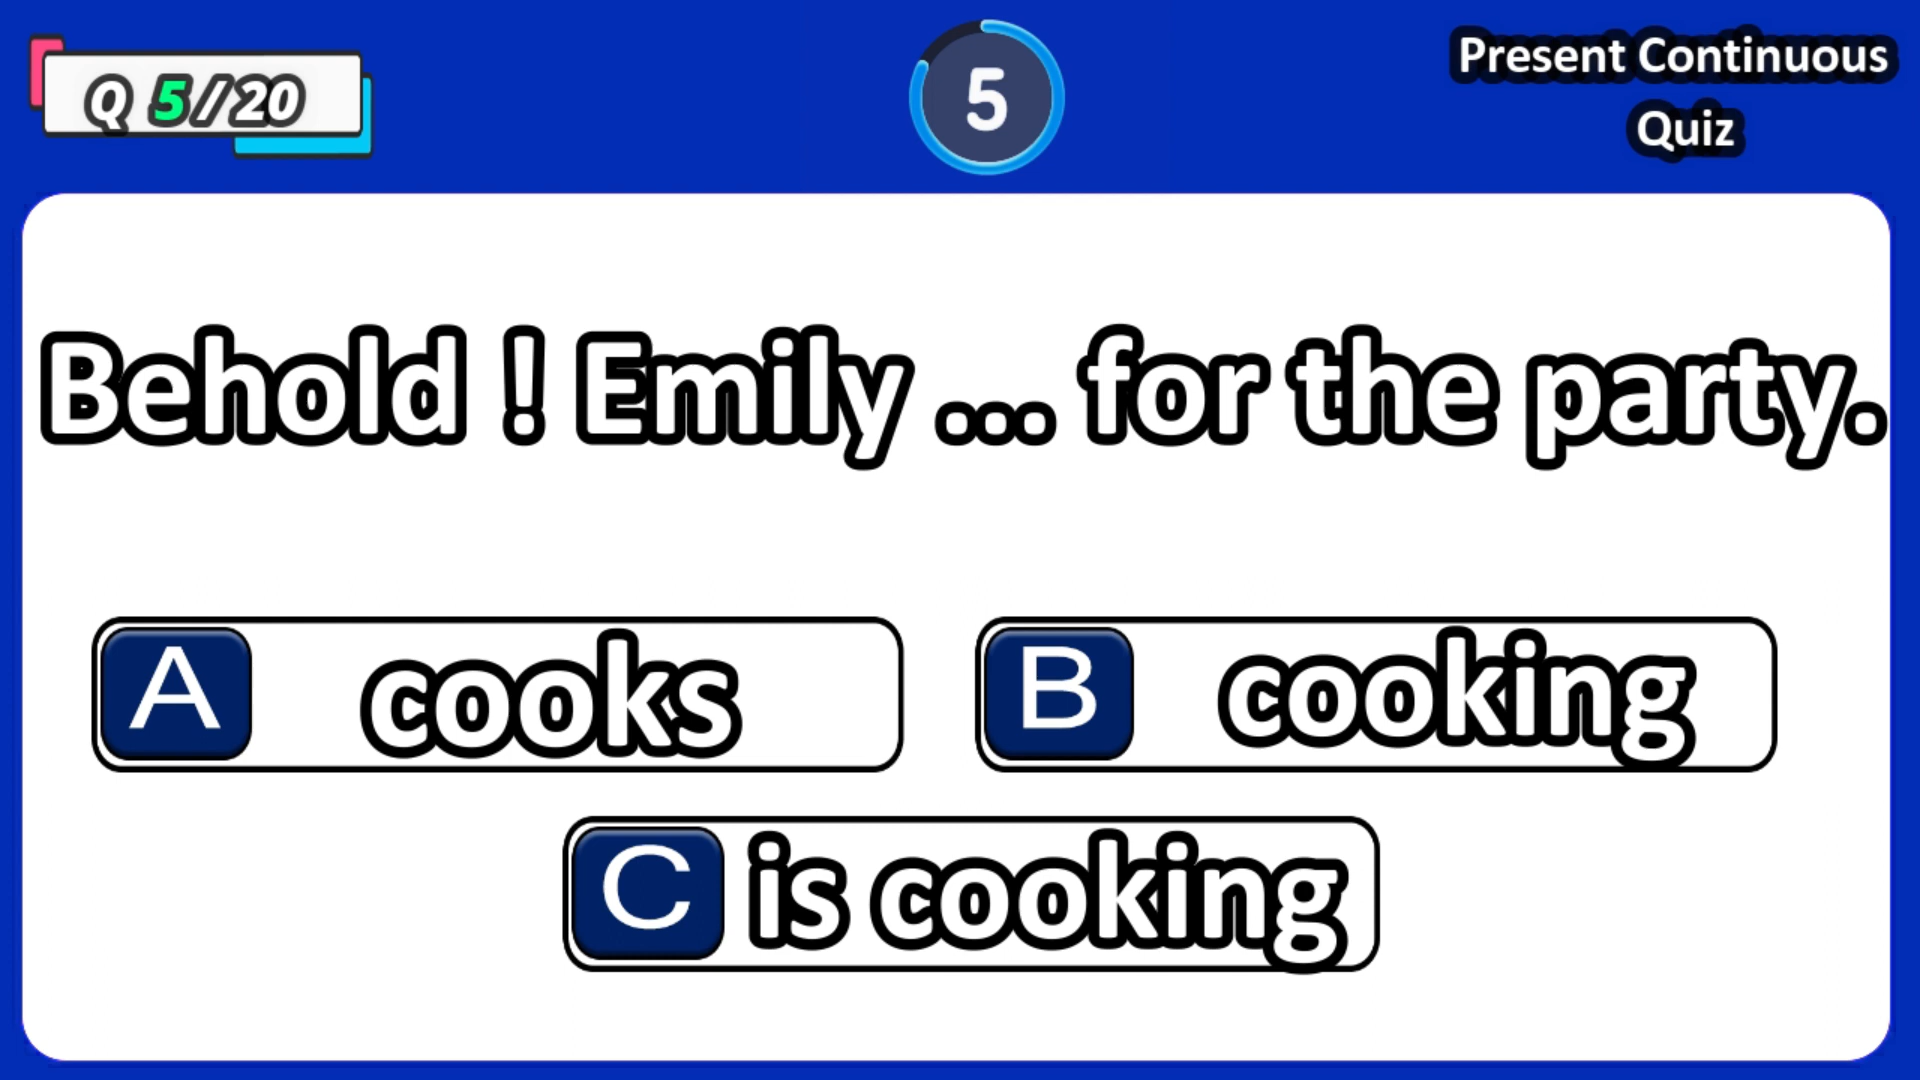 Q 5/20
5
Present Continuous
Quiz
Behold ! Emily ... for the party.
A cooks
B cooking
C is cooking